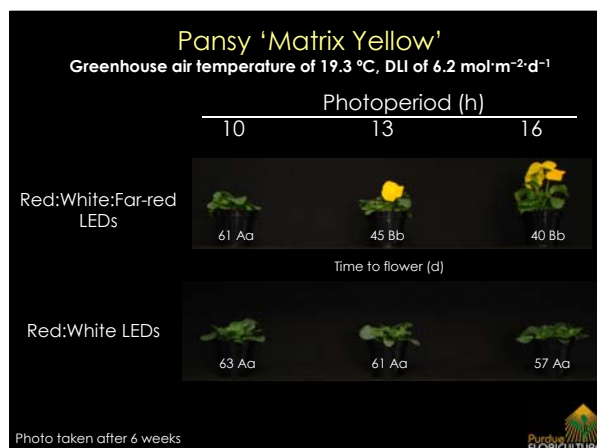 Pansy ‘Matrix Yellow’
Greenhouse air temperature of 19.3 ºC, DLI of 6.2 mol·m⁻²·d⁻¹
Photoperiod (h)
10 13 16
Red:White:Far-red
LEDs
61 Aa 45 Bb 40 Bb
Time to flower (d)
Red:White LEDs
63 Aa 61 Aa 57 Aa
Photo taken after 6 weeks
Purdue
FLORICULTUR